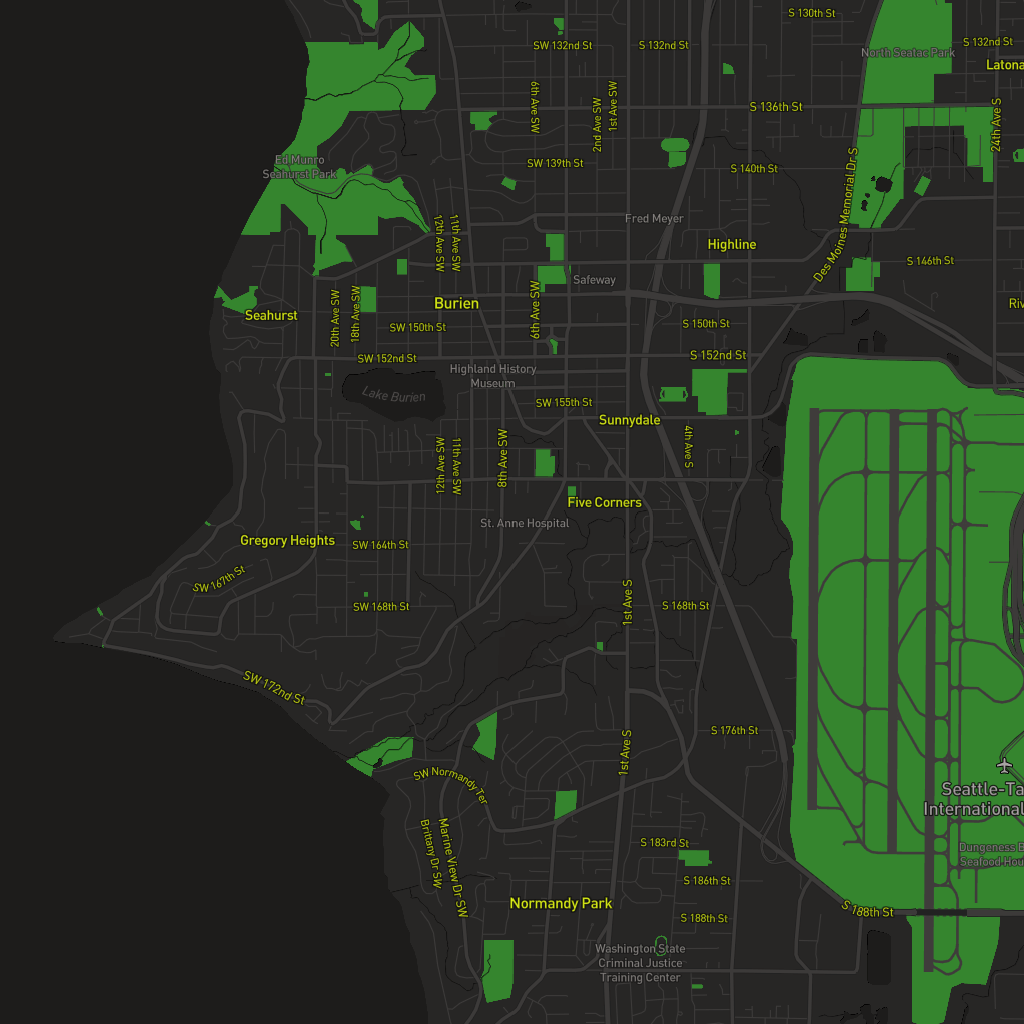 S 130th St
SW 132nd St
S 132nd St
S 132nd St
North Seatac Park
Latona
6th Ave SW
2nd Ave SW
1st Ave SW
S 136th St
24th Ave S
Ed Munro
Seahurst Park
SW 139th St
S 140th St
Des Moines Memorial Dr S
12th Ave SW
11th Ave SW
Fred Meyer
Highline
S 146th St
Safeway
Seahurst
20th Ave SW
18th Ave SW
Burien
6th Ave SW
Riv
SW 150th St
S 150th St
SW 152nd St
S 152nd St
Highland History
Museum
Lake Burien
SW 155th St
Sunnydale
4th Ave S
12th Ave SW
11th Ave SW
8th Ave SW
Five Corners
St. Anne Hospital
Gregory Heights
SW 164th St
SW 167th St
SW 168th St
1st Ave S
S 168th St
SW 172nd St
S 176th St
1st Ave S
SW Normandy Ter
Seattle-Ta
International
Brittany Dr SW
Marine View Dr SW
S 183rd St
Dungeness B
Seafood Hou
S 186th St
Normandy Park
S 188th St
S 188th St
Washington State
Criminal Justice
Training Center